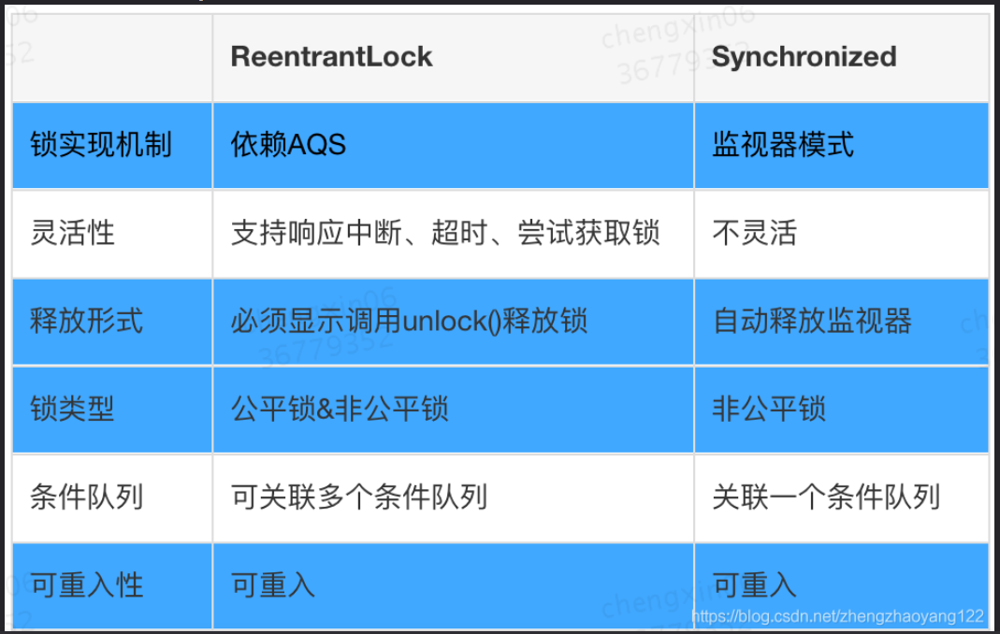 chengxin06
36779352
ReentrantLock Synchronized
锁实现机制 依赖AQS 监视器模式
灵活性 支持响应中断、超时、尝试获取锁 不灵活
释放形式 必须显示调用unlock()释放锁 自动释放监视器
锁类型 公平锁&非公平锁 非公平锁
条件队列 可关联多个条件队列 关联一个条件队列
可重入性 可重入 可重入
https://blog.csdn.net/zhengzhaoyang122